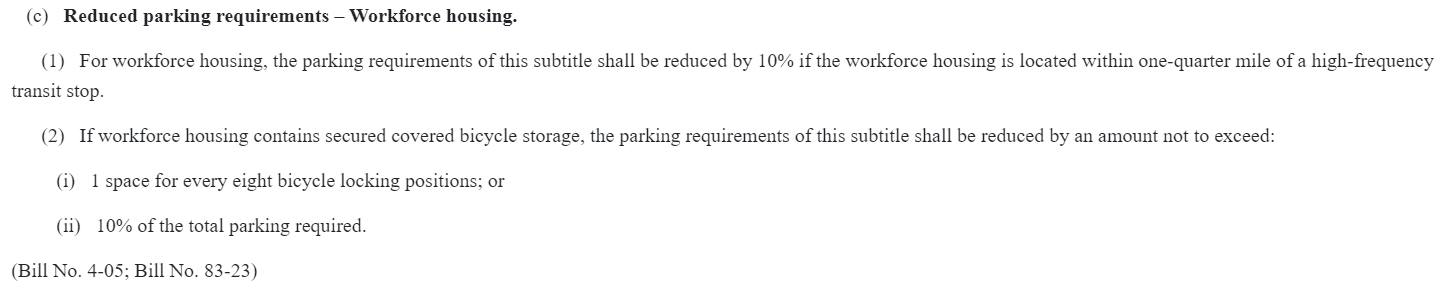 (c) Reduced parking requirements – Workforce housing.
(1) For workforce housing, the parking requirements of this subtitle shall be reduced by 10% if the workforce housing is located within one-quarter mile of a high-frequency
transit stop.
(2) If workforce housing contains secured covered bicycle storage, the parking requirements of this subtitle shall be reduced by an amount not to exceed:
(i) 1 space for every eight bicycle locking positions; or
(ii) 10% of the total parking required.
(Bill No. 4-05; Bill No. 83-23)